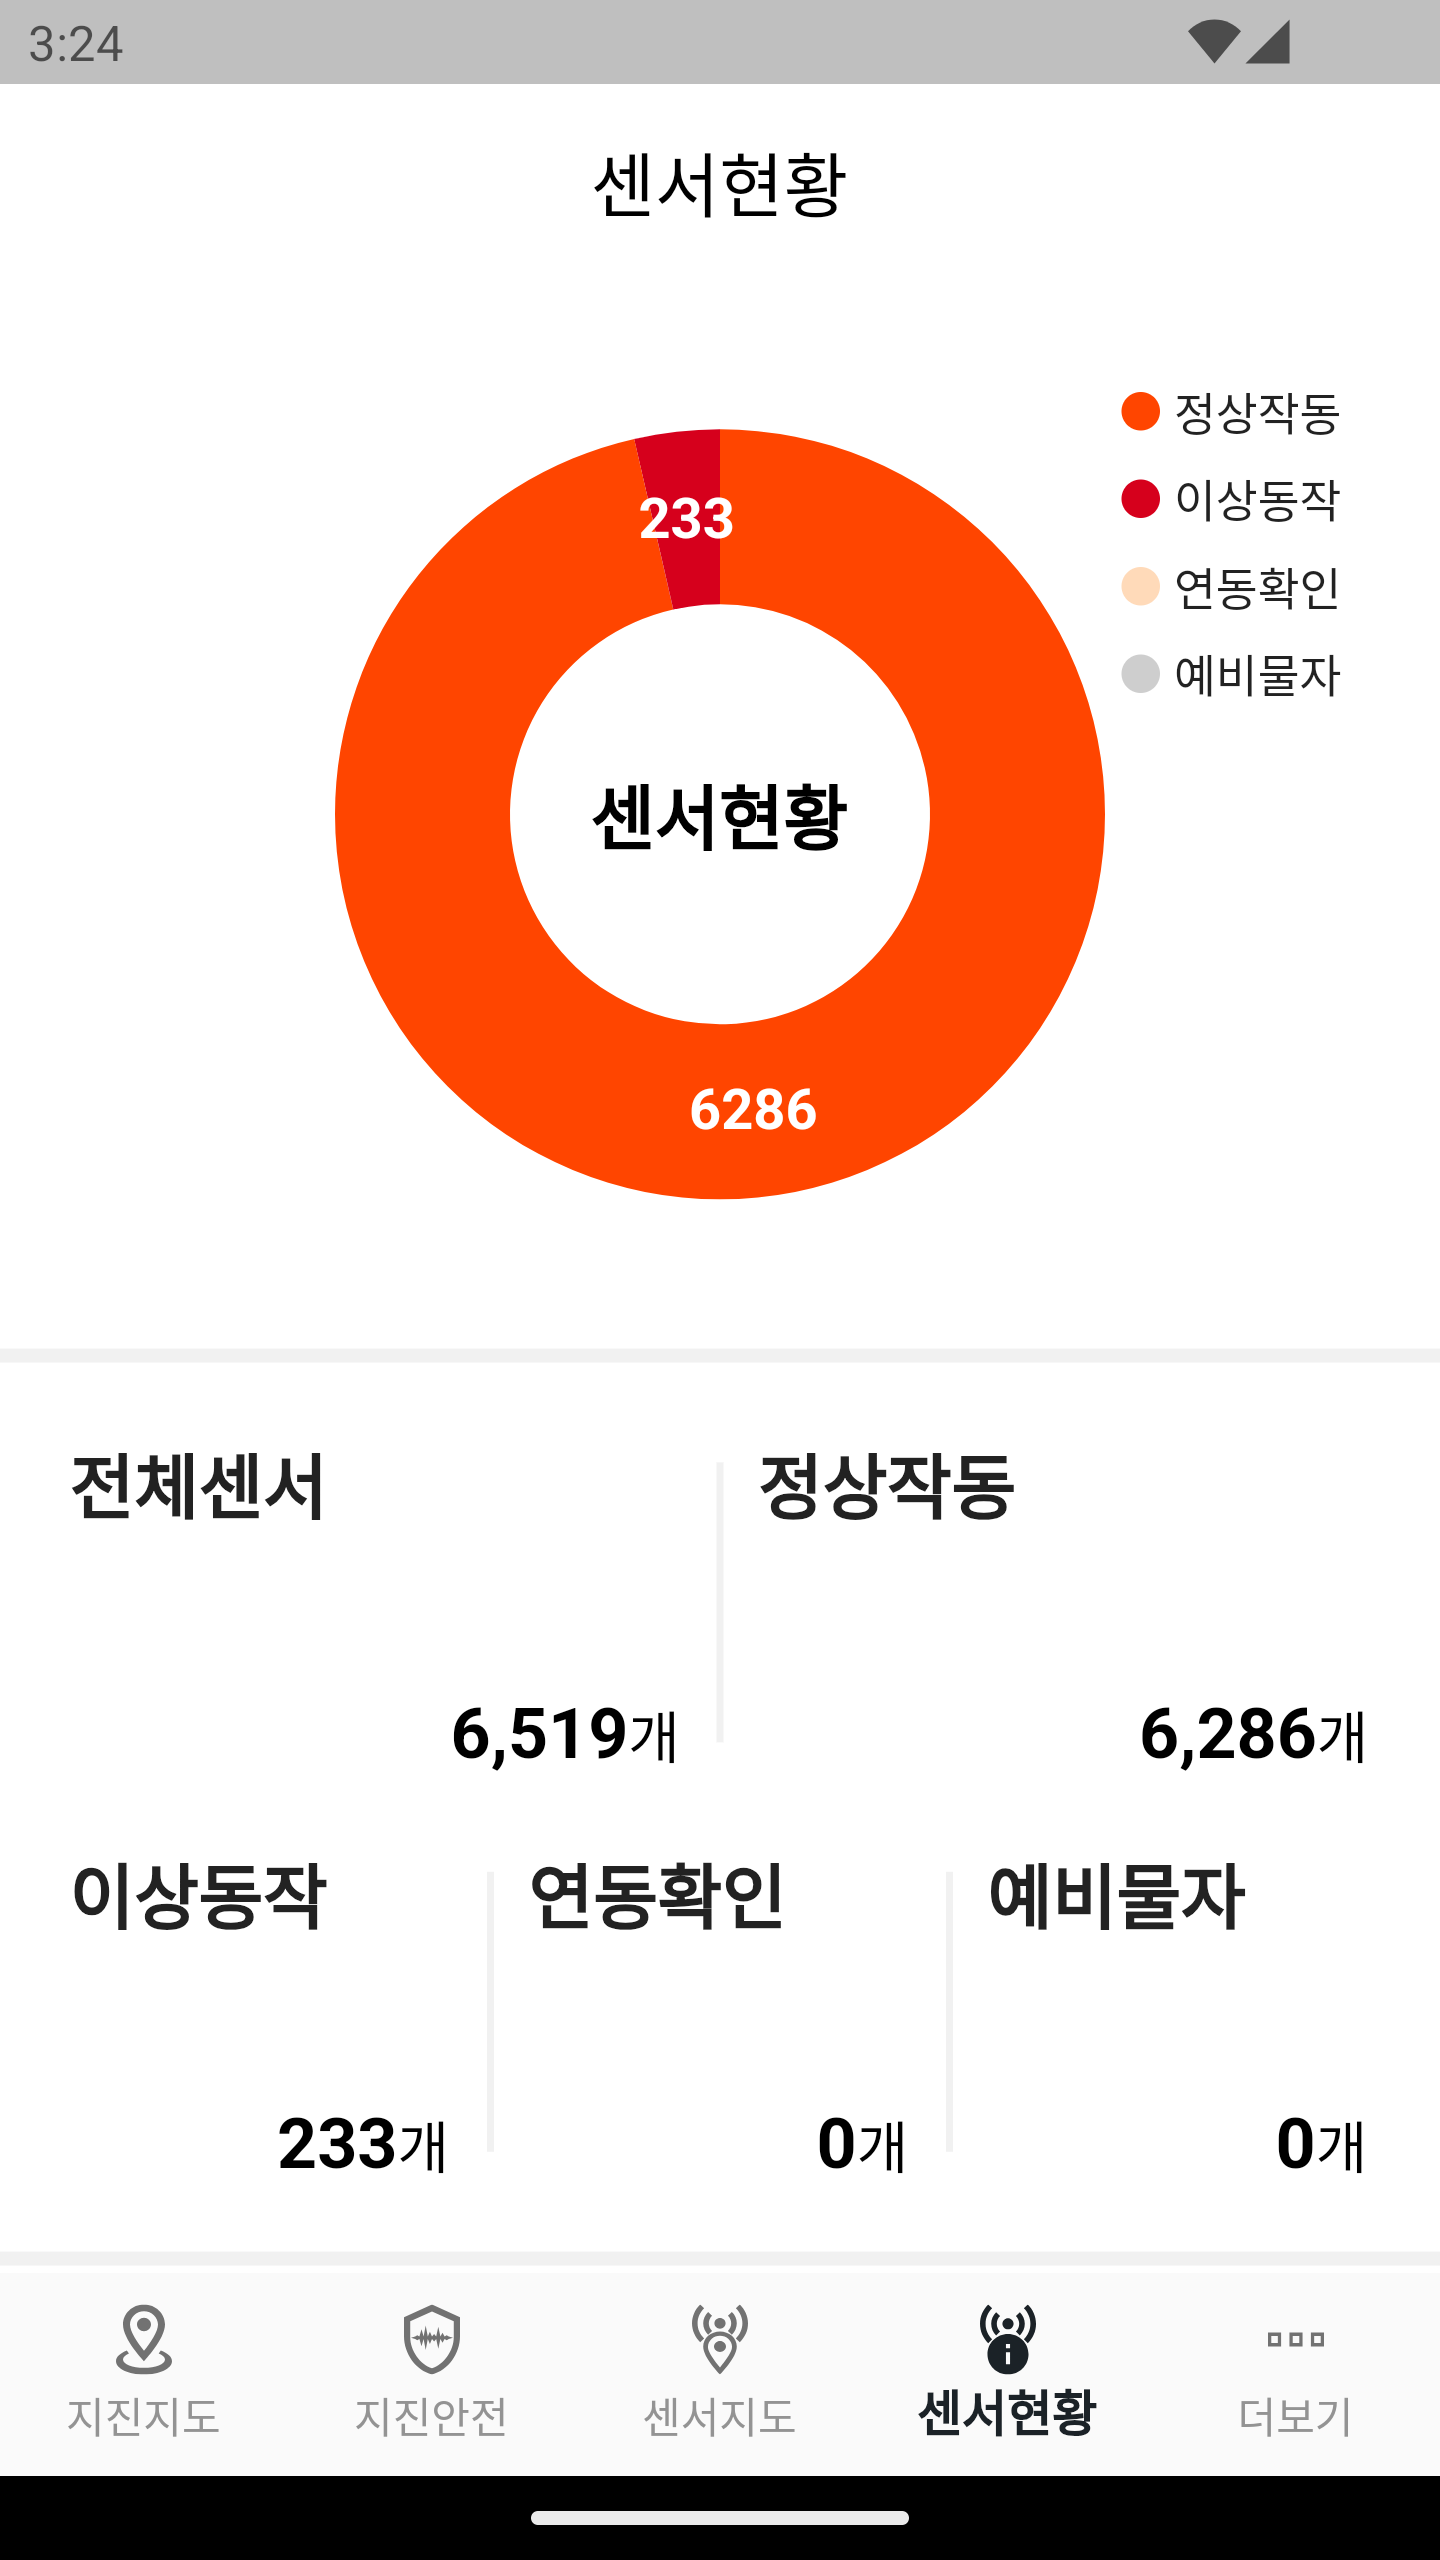 3:24
센서현황
정상작동
이상동작
연동확인
예비물자
233
센서현황
6286
전체센서
정상작동
6,519개
6,286개
이상동작
연동확인
예비물자
233개
0개
0개
지진지도
지진안전
센서지도
센서현황
더보기